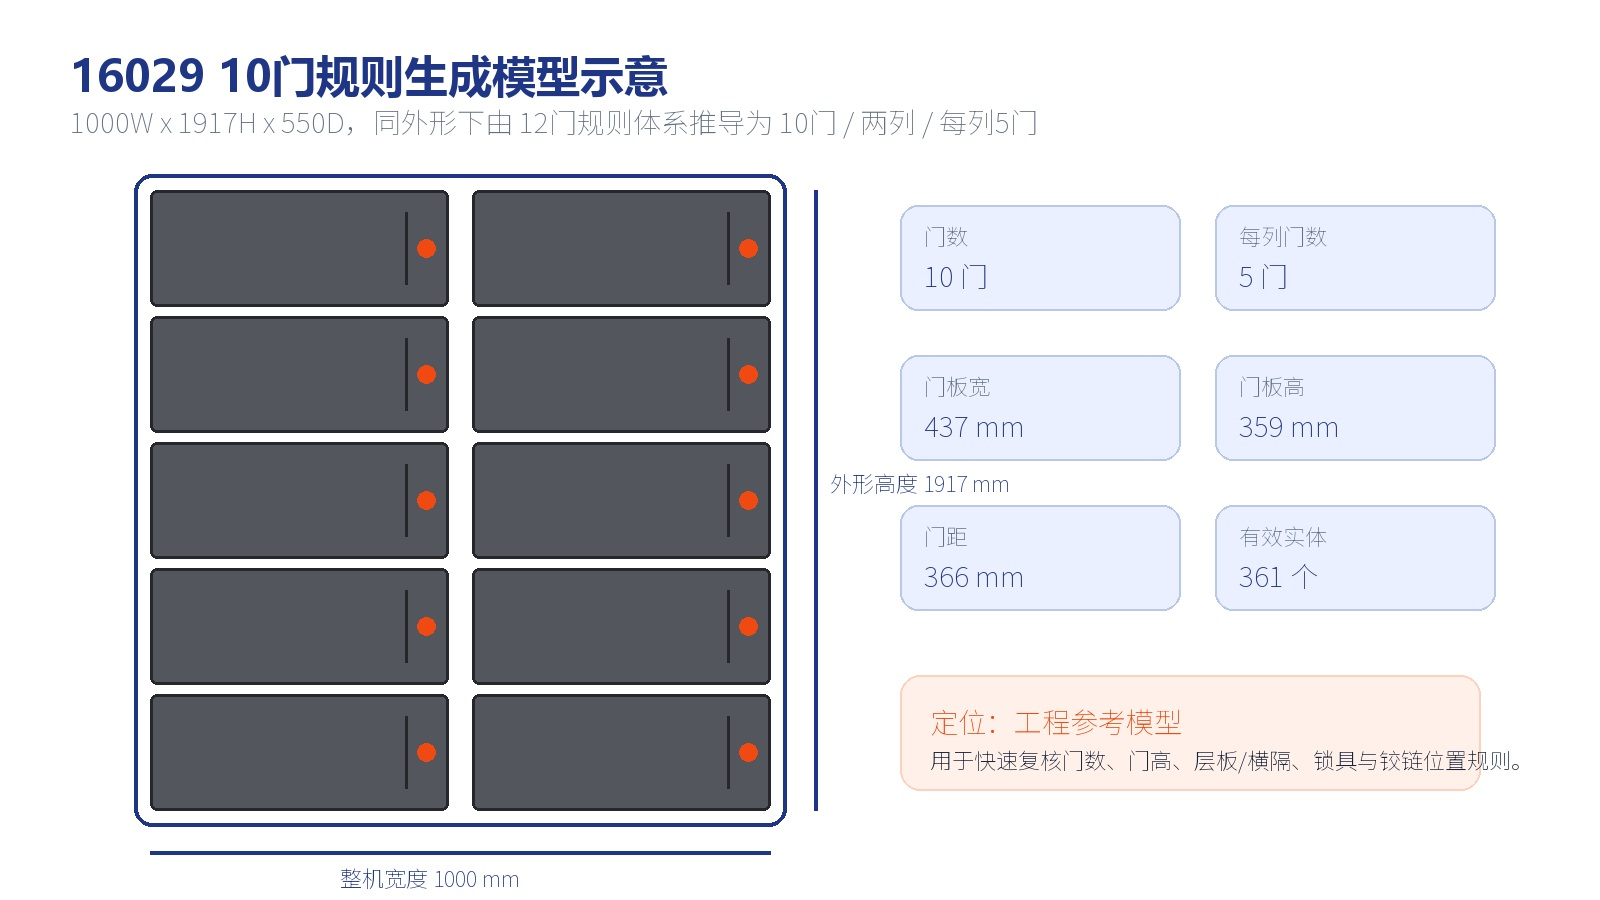 16029 10门规则生成模型示意
1000W x 1917H x 550D，同外形下由 12门规则体系推导为 10门 / 两列 / 每列5门
门数
10 门
每列门数
5 门
门板宽
437 mm
门板高
359 mm
外形高度 1917 mm
门距
366 mm
有效实体
361 个
定位：工程参考模型
用于快速复核门数、门高、层板/横隔、锁具与铰链位置规则。
整机宽度 1000 mm